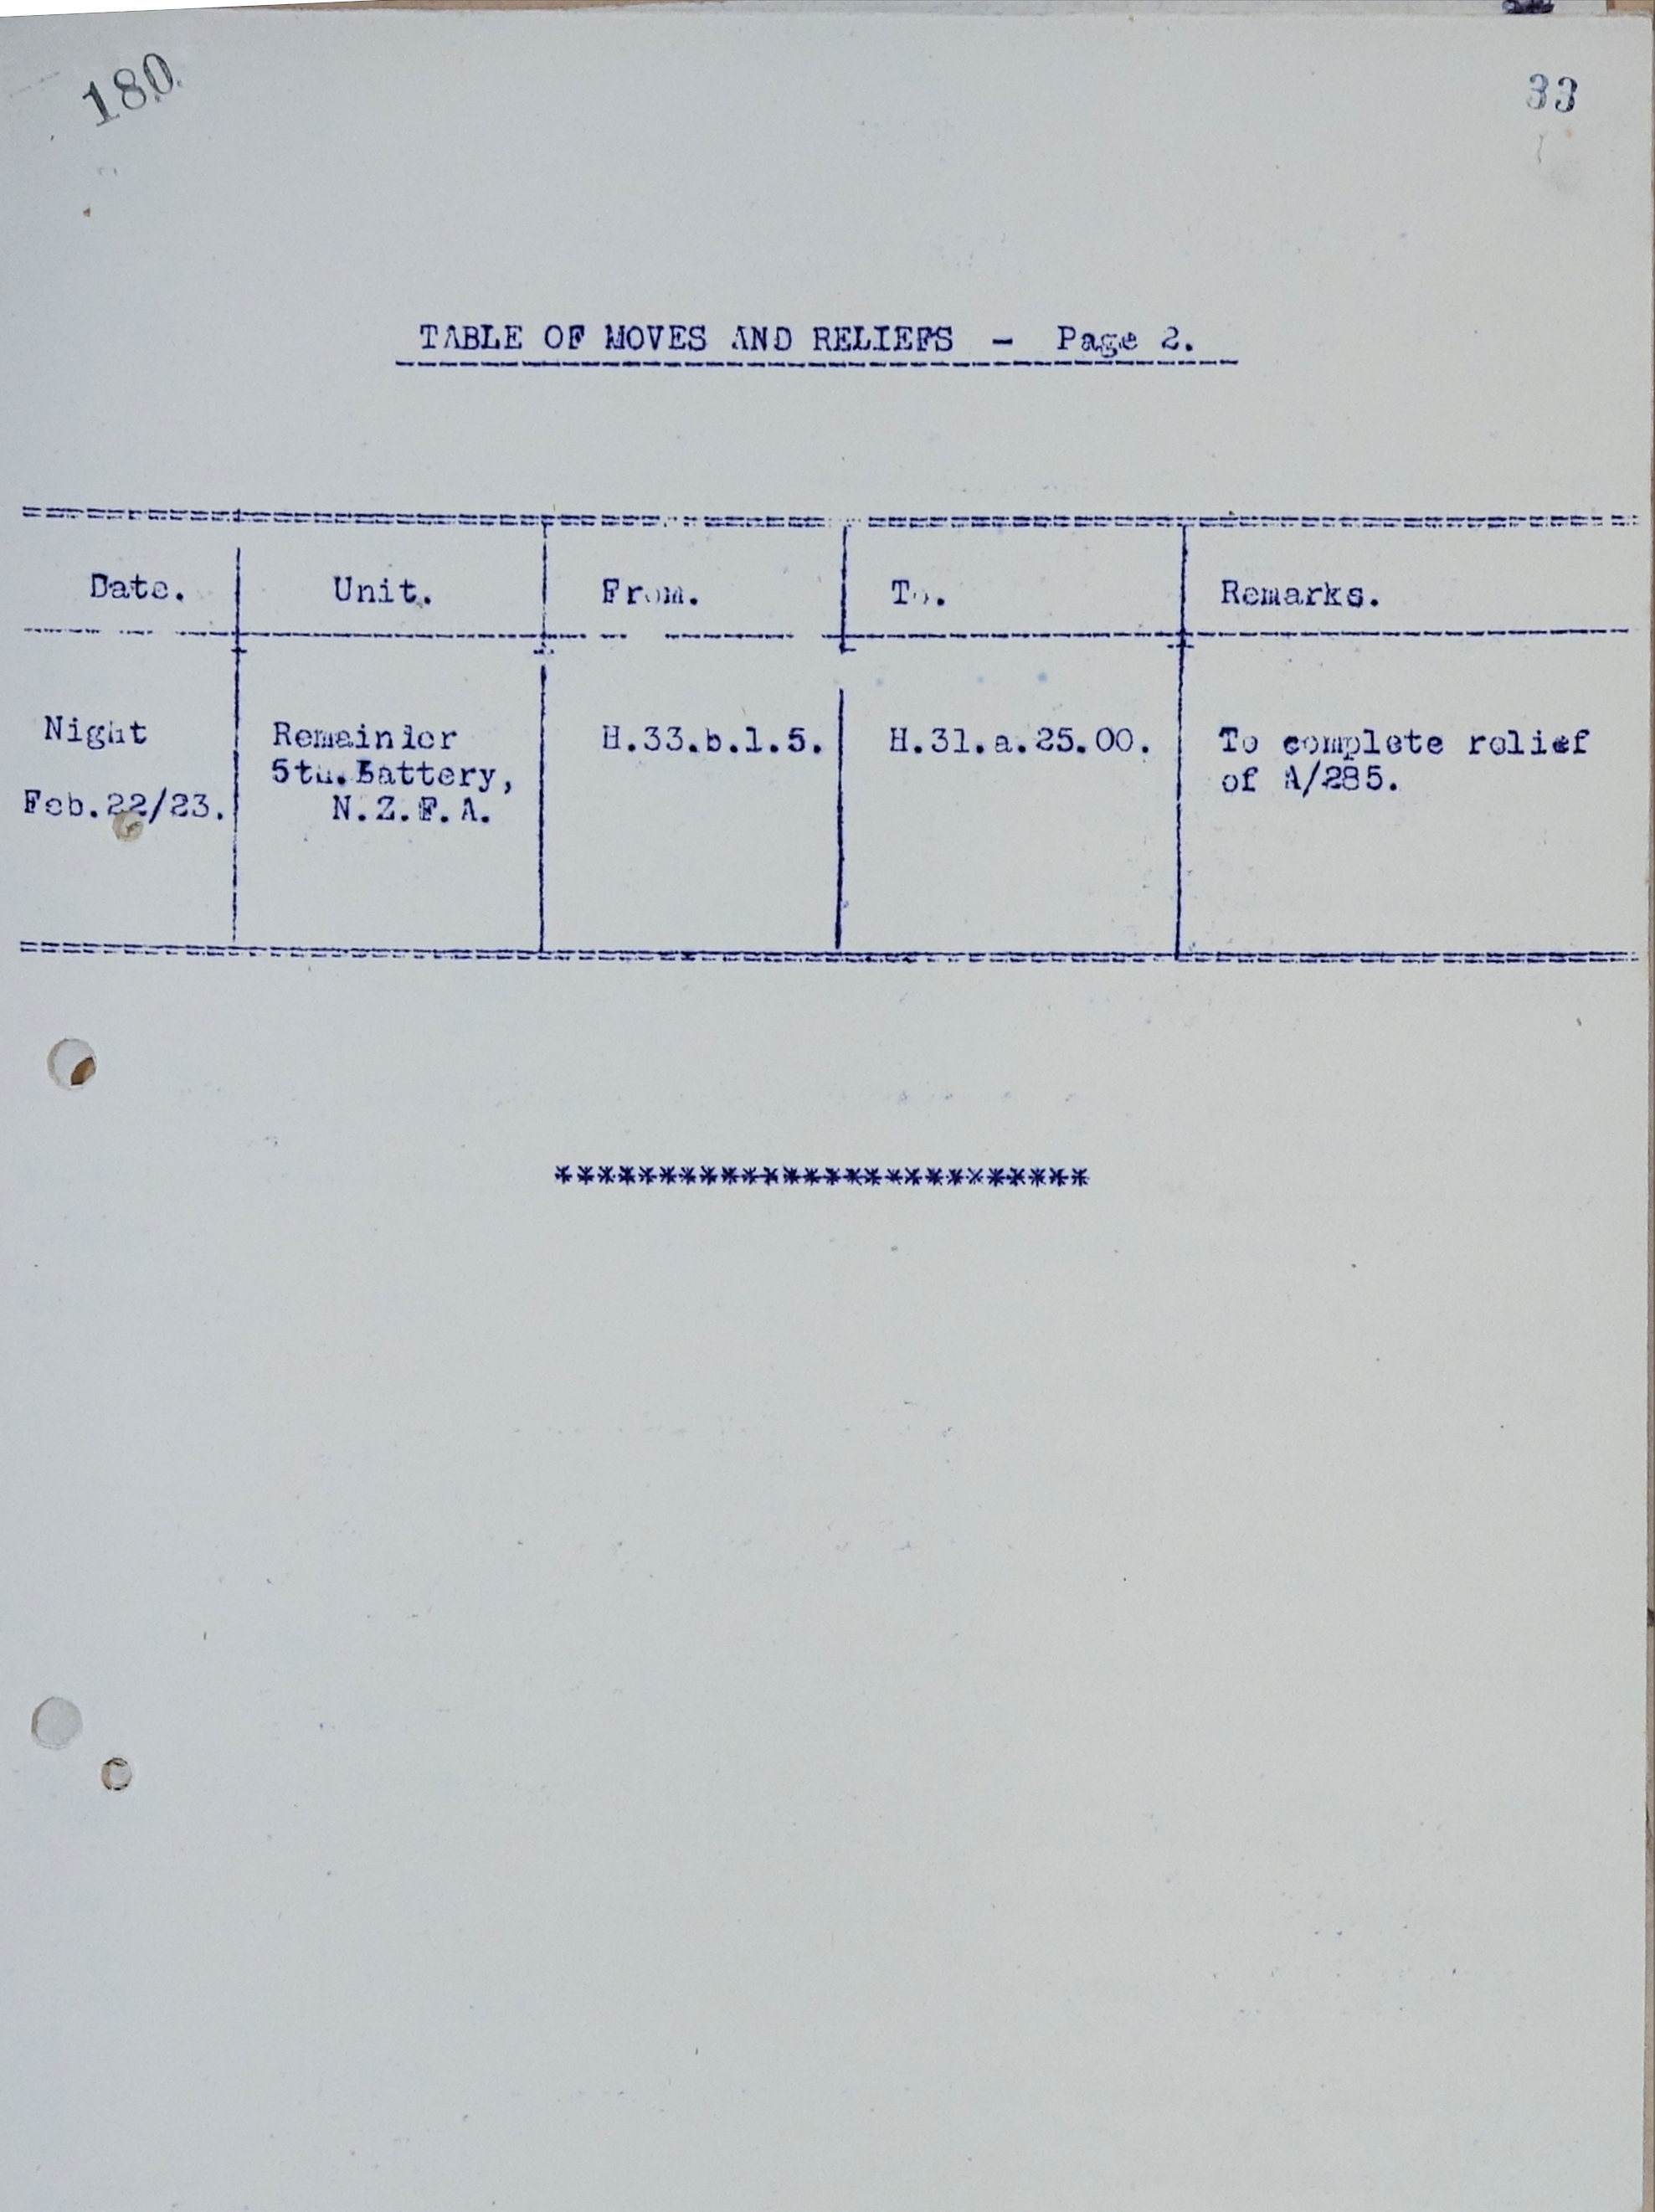 180.
33
TABLE OF MOVES AND RELIEFS - Page 2.
Date. Unit. From. To. Remarks.
Night Remainder H.33.b.1.5. H.31.a.25.00. To complete relief
5th.Battery, of A/285.
Feb.22/23. N.Z.F.A.
**************************